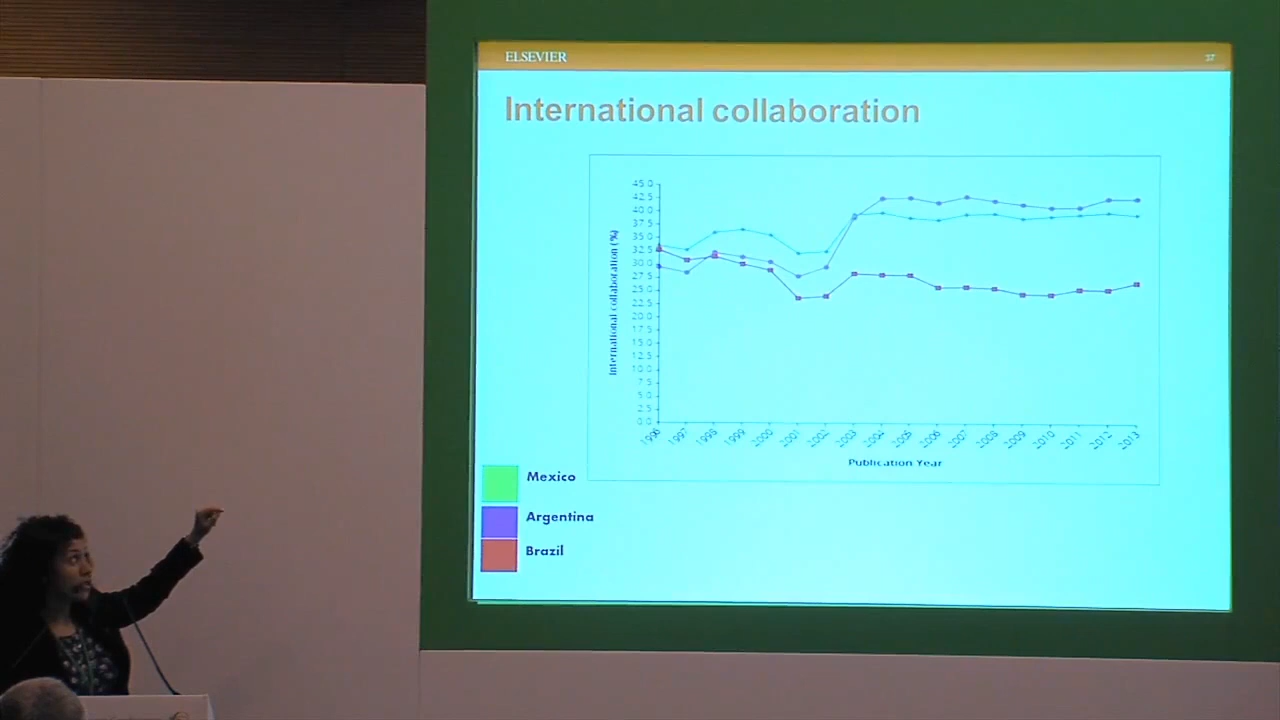 ELSEVIER
37
International collaboration
45.0
42.5
40.0
37.5
35.0
32.5
30.0
27.5
25.0
22.5
20.0
17.5
15.0
12.5
10.0
7.5
5.0
2.5
0.0
International collaboration (%)
1996 1997 1998 1999 2000 2001 2002 2003 2004 2005 2006 2007 2008 2009 2010 2011 2012 2013
Publication Year
Mexico
Argentina
Brazil